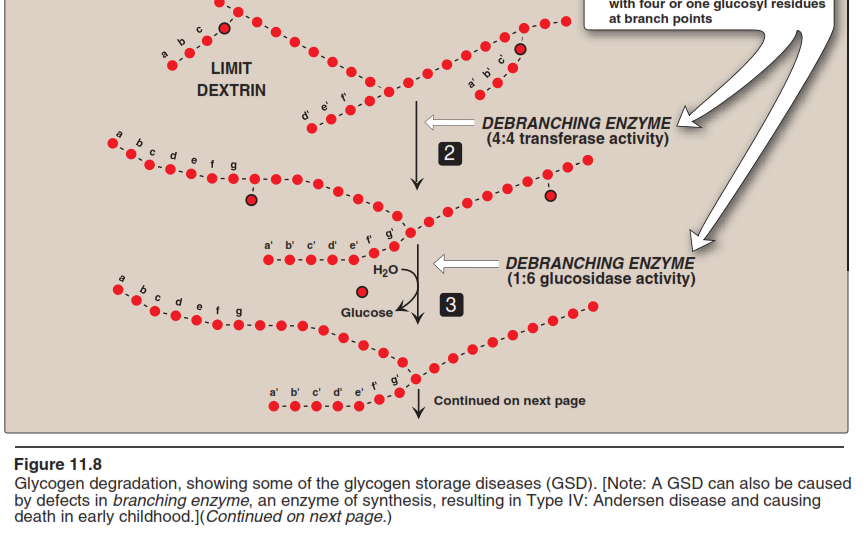 with four or one glucosyl residues
at branch points
a b c
LIMIT
DEXTRIN
d' e' f'
a' b' c'
DEBRANCHING ENZYME
(4:4 transferase activity)
2
a b c d e f g
a' b' c' d' e' f' g'
DEBRANCHING ENZYME
(1:6 glucosidase activity)
H₂O
Glucose
3
a b c d e f g
a' b' c' d' e' f' g'
Continued on next page
Figure 11.8
Glycogen degradation, showing some of the glycogen storage diseases (GSD). [Note: A GSD can also be caused
by defects in branching enzyme, an enzyme of synthesis, resulting in Type IV: Andersen disease and causing
death in early childhood.](Continued on next page.)